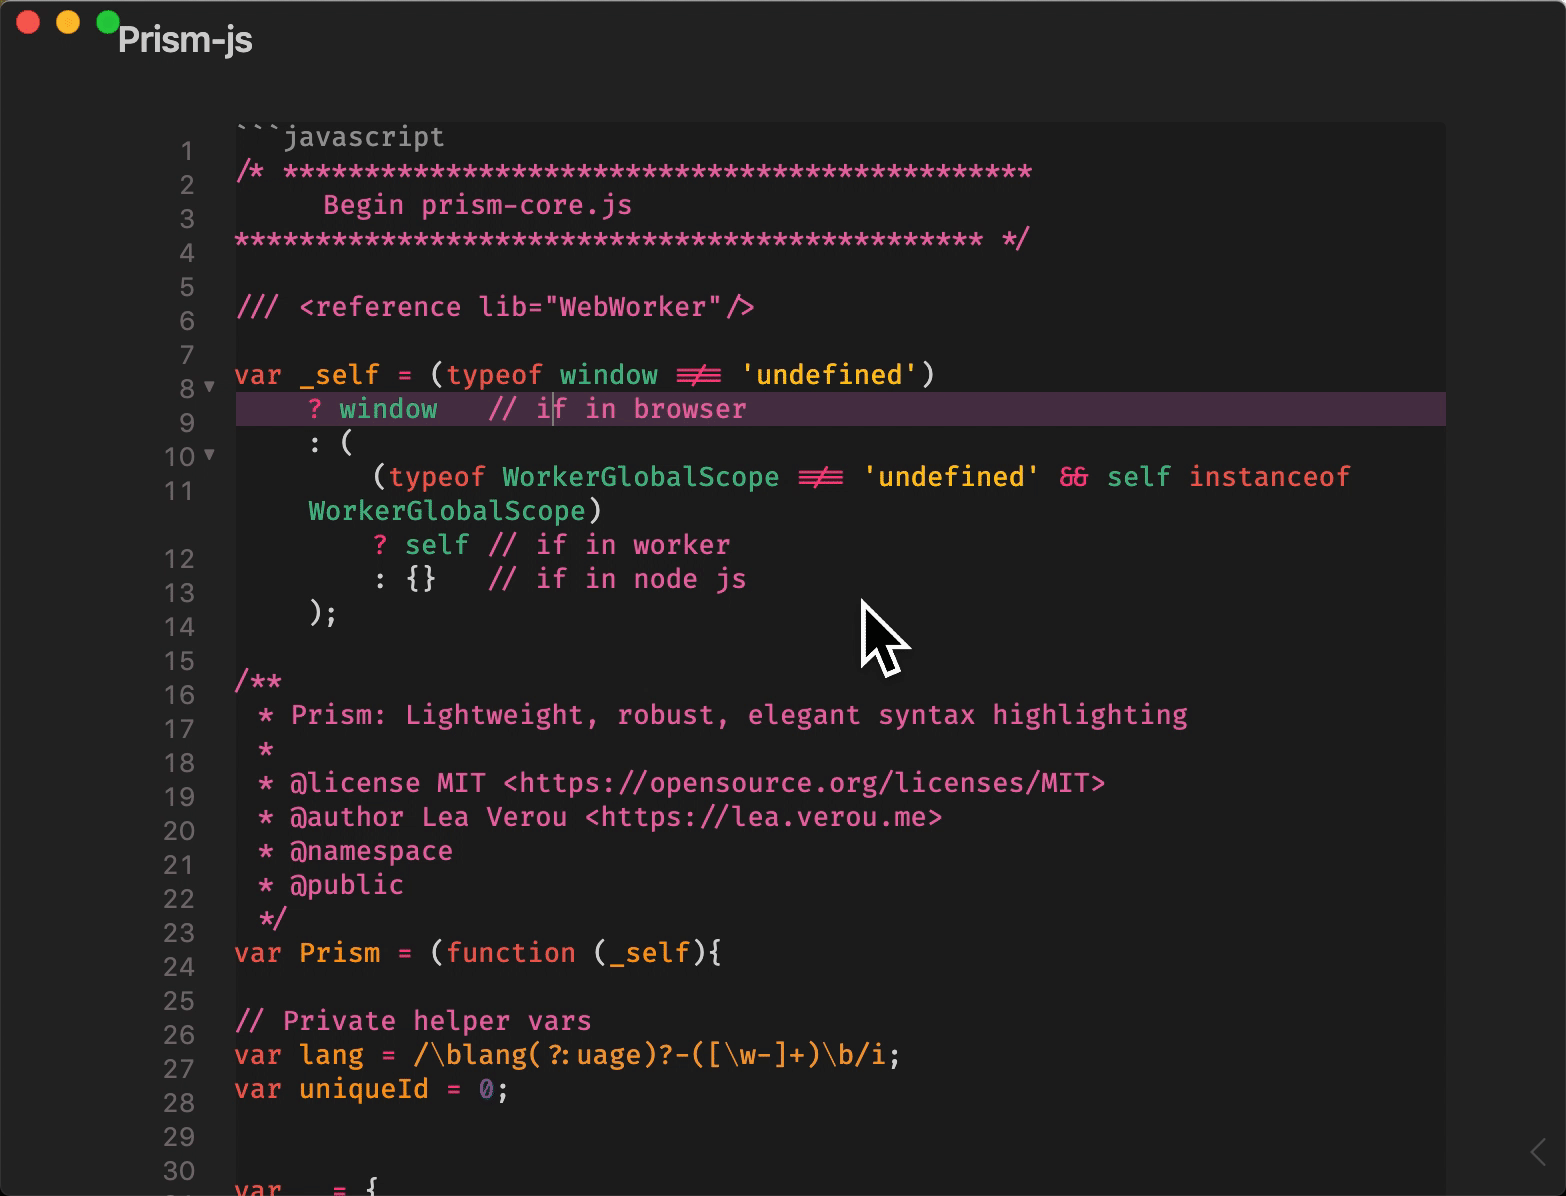 Prism-js
1 ```javascript
2 /* **********************************************
3 Begin prism-core.js
4 ********************************************** */
5
6 /// <reference lib="WebWorker"/>
7
8 var _self = (typeof window !== 'undefined')
9 ? window // if in browser
10 : (
11 (typeof WorkerGlobalScope !== 'undefined' && self instanceof
WorkerGlobalScope)
12 ? self // if in worker
13 : {} // if in node js
14 );
15
16 /**
17 * Prism: Lightweight, robust, elegant syntax highlighting
18 *
19 * @license MIT <https://opensource.org/licenses/MIT>
20 * @author Lea Verou <https://lea.verou.me>
21 * @namespace
22 * @public
23 */
24 var Prism = (function (_self){
25
26 // Private helper vars
27 var lang = /\blang(?:uage)?-([\w-]+)\b/i;
28 var uniqueId = 0;
29
30
var = {